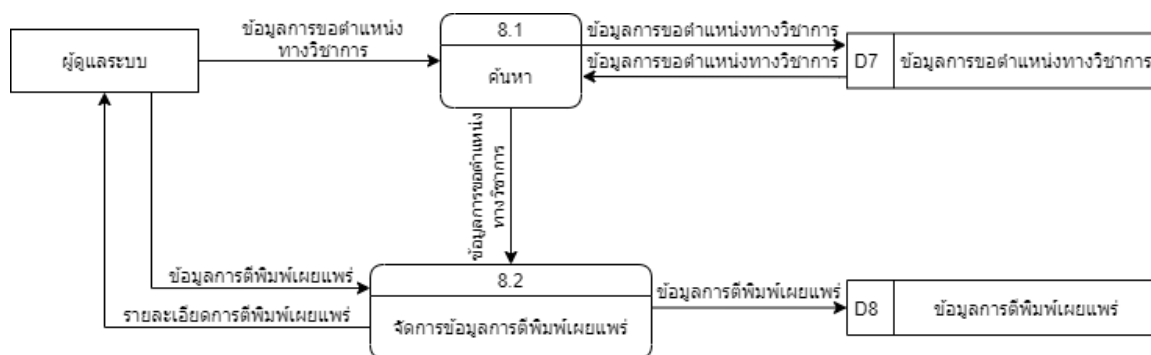 ข้อมูลการขอตำแหน่ง
ทางวิชาการ
ผู้ดูแลระบบ
8.1
ค้นหา
ข้อมูลการขอตำแหน่งทางวิชาการ
ข้อมูลการขอตำแหน่งทางวิชาการ
D7
ข้อมูลการขอตำแหน่งทางวิชาการ
ข้อมูลการขอตำแหน่ง
ทางวิชาการ
ข้อมูลการตีพิมพ์เผยแพร่
รายละเอียดการตีพิมพ์เผยแพร่
8.2
จัดการข้อมูลการตีพิมพ์เผยแพร่
ข้อมูลการตีพิมพ์เผยแพร่
D8
ข้อมูลการตีพิมพ์เผยแพร่